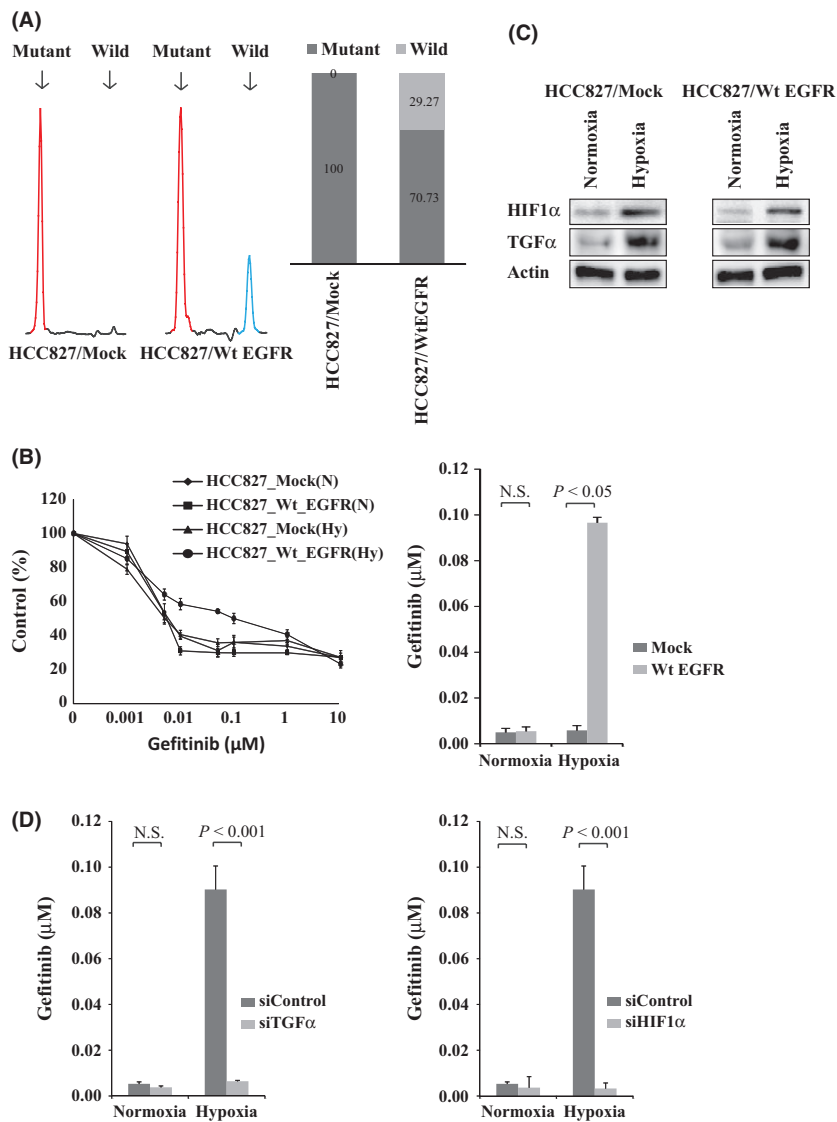 (A)
Mutant Wild Mutant Wild
HCC827/Mock HCC827/Wt EGFR
Mutant Wild
0
100
29.27
70.73
HCC827/Mock
HCC827/WtEGFR
(C)
HCC827/Mock HCC827/Wt EGFR
Normoxia Hypoxia Normoxia Hypoxia
HIF1α
TGFα
Actin
(B)
HCC827_Mock(N)
HCC827_Wt_EGFR(N)
HCC827_Mock(Hy)
HCC827_Wt_EGFR(Hy)
Control (%)
120
100
80
60
40
20
0
0 0.001 0.01 0.1 1 10
Gefitinib (µM)
Gefitinib (µM)
0.12
0.10
0.08
0.06
0.04
0.02
0.00
N.S. P < 0.05
Mock
Wt EGFR
Normoxia Hypoxia
(D)
Gefitinib (µM)
0.12
0.10
0.08
0.06
0.04
0.02
0.00
N.S. P < 0.001
siControl
siTGFα
Normoxia Hypoxia
Gefitinib (µM)
0.12
0.10
0.08
0.06
0.04
0.02
0.00
N.S. P < 0.001
siControl
siHIF1α
Normoxia Hypoxia